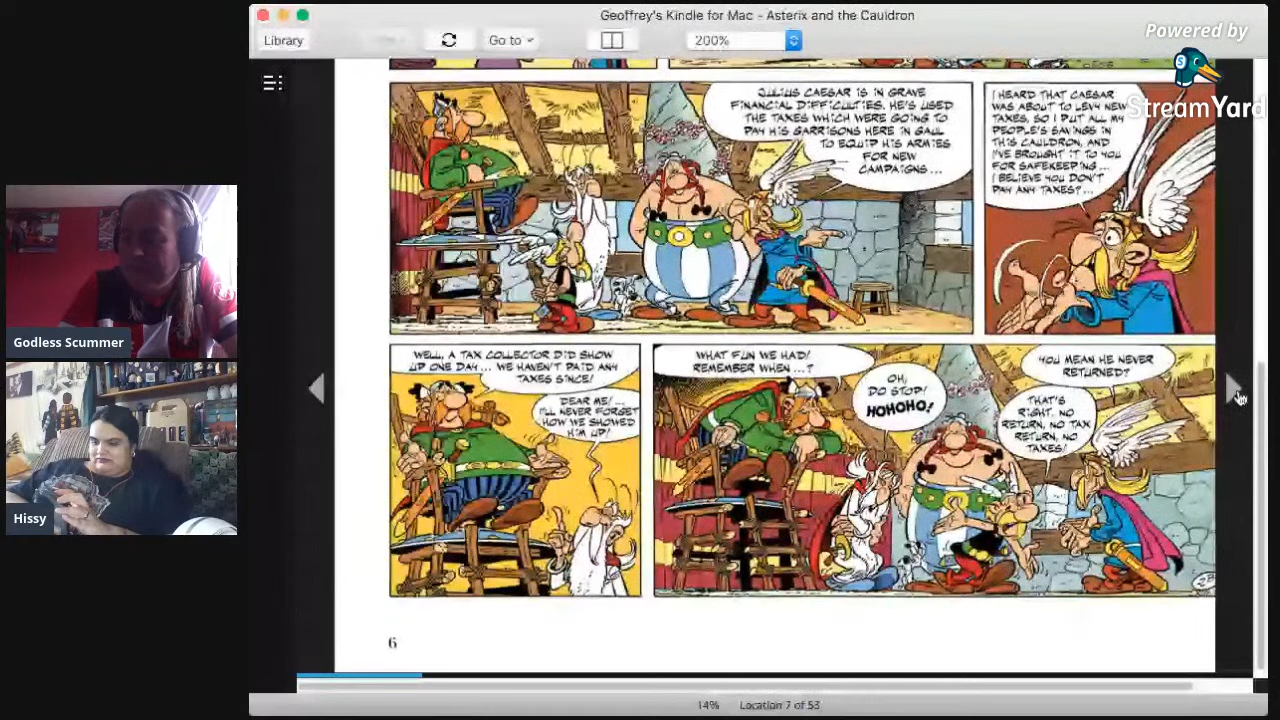 Geoffrey's Kindle for Mac - Asterix and the Cauldron
Powered by
StreamYard
Library
Go to
200%
JULIUS CAESAR IS IN GRAVE
FINANCIAL DIFFICULTIES. HE'S USED
THE TAXES WHICH WERE GOING TO
PAY HIS GARRISONS HERE IN GAUL
TO EQUIP HIS ARMIES
FOR NEW
CAMPAIGNS...
I HEARD THAT CAESAR
WAS ABOUT TO LEVY NEW
TAXES, SO I PUT ALL MY
PEOPLE'S SAVINGS IN
THIS CAULDRON, AND
I'VE BROUGHT IT TO YOU
FOR SAFEKEEPING...
I BELIEVE YOU DON'T
PAY ANY TAXES?...
WELL, A TAX COLLECTOR DID SHOW
UP ONE DAY... WE HAVEN'T PAID ANY
TAXES SINCE!
DEAR ME!...
I'LL NEVER FORGET
HOW WE SHOWED
HIM UP!
WHAT FUN WE HAD!
REMEMBER WHEN...?
OH,
DO STOP!
HOHOHO!
YOU MEAN HE NEVER
RETURNED?
THAT'S
RIGHT. NO
RETURN, NO TAX
RETURN, NO
TAXES!
2B
6
14%
Location 7 of 53
Godless Scummer
Hissy